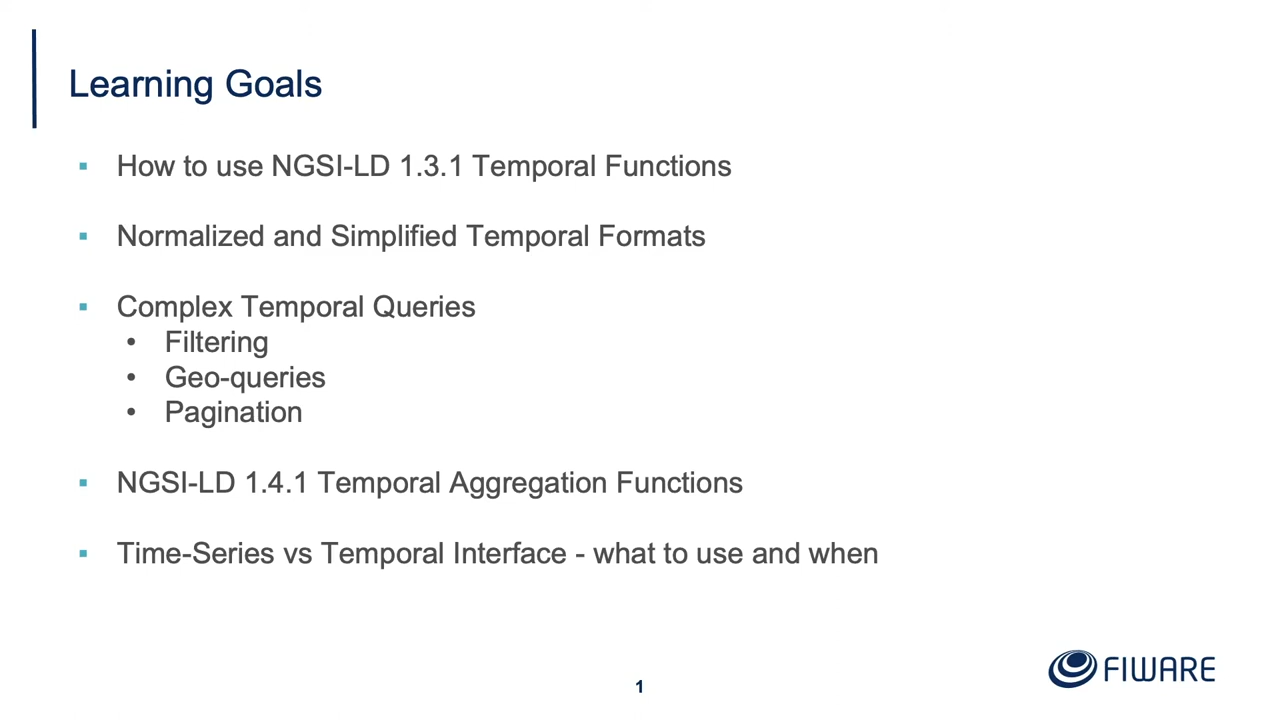 Learning Goals
▪ How to use NGSI-LD 1.3.1 Temporal Functions
▪ Normalized and Simplified Temporal Formats
▪ Complex Temporal Queries
• Filtering
• Geo-queries
• Pagination
▪ NGSI-LD 1.4.1 Temporal Aggregation Functions
▪ Time-Series vs Temporal Interface - what to use and when
FIWARE
1